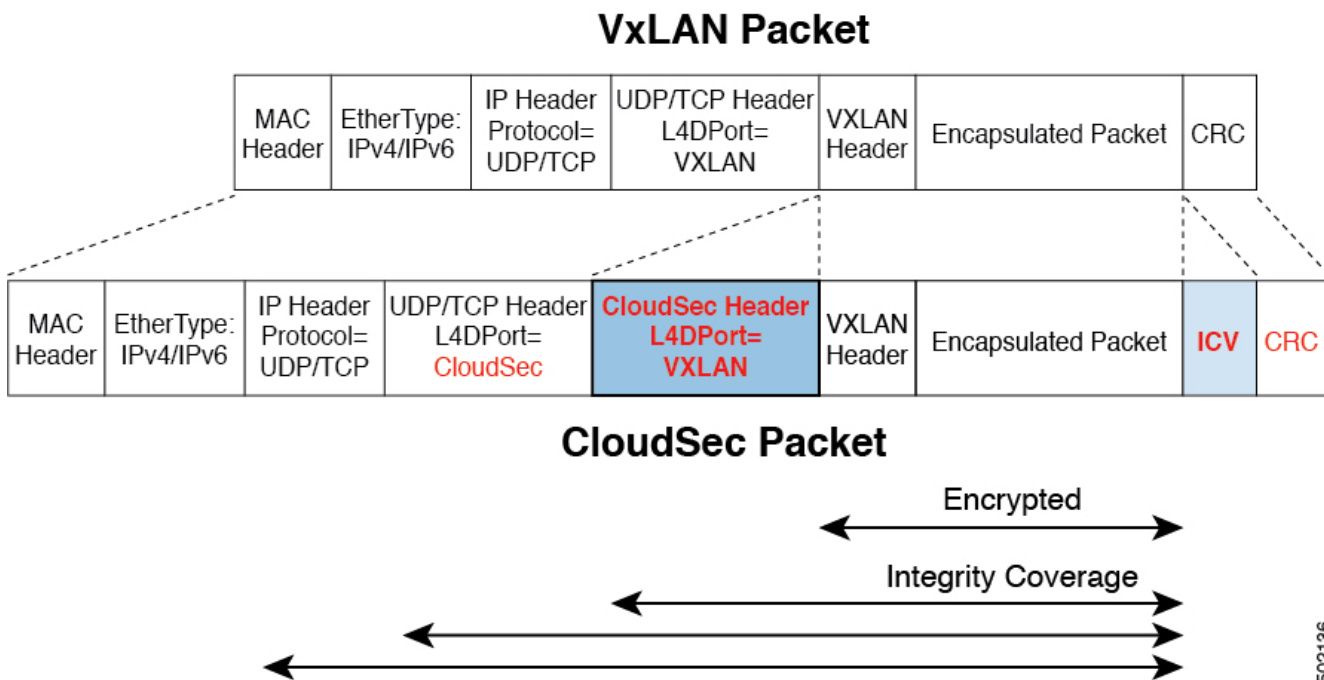 VxLAN Packet
MAC
Header
EtherType:
IPv4/IPv6
IP Header
Protocol=
UDP/TCP
UDP/TCP Header
L4DPort=
VXLAN
VXLAN
Header
Encapsulated Packet
CRC
MAC
Header
EtherType:
IPv4/IPv6
IP Header
Protocol=
UDP/TCP
UDP/TCP Header
L4DPort=
CloudSec
CloudSec Header
L4DPort=
VXLAN
VXLAN
Header
Encapsulated Packet
ICV
CRC
CloudSec Packet
Encrypted
Integrity Coverage